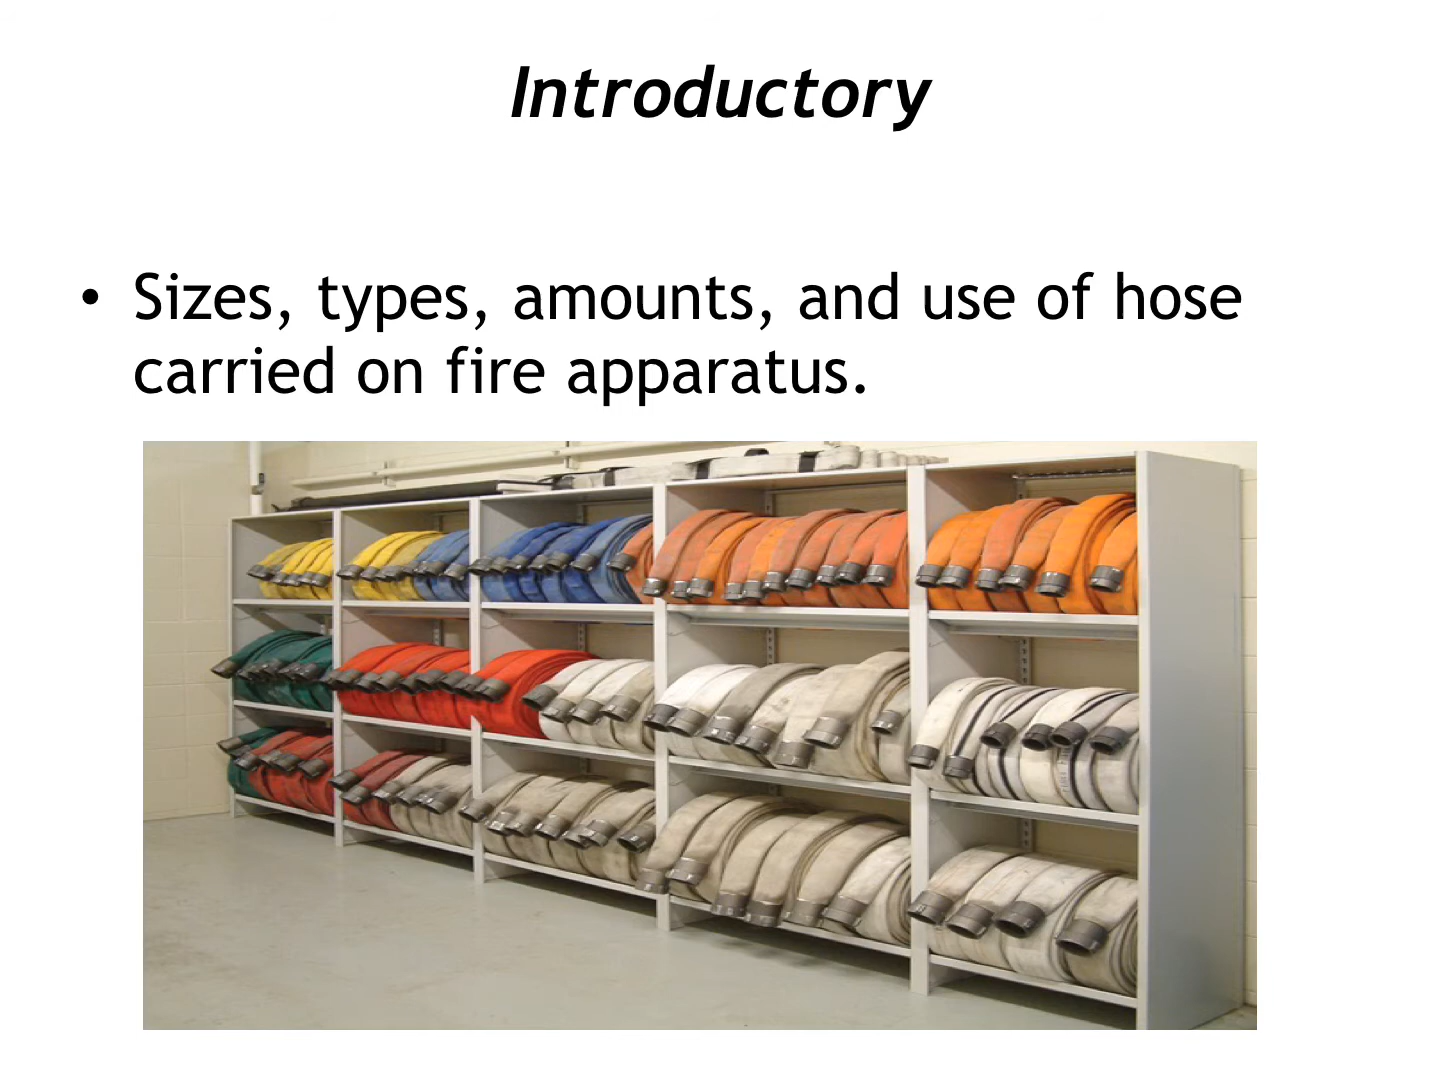 Introductory
• Sizes, types, amounts, and use of hose
carried on fire apparatus.